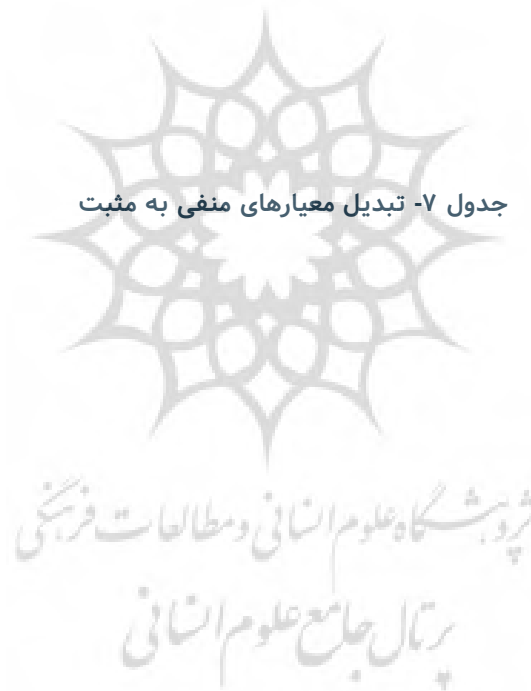 جدول ۷- تبدیل معیارهای منفی به مثبت
پژوهشگاه علوم انسانی و مطالعات فرهنگی
پرتال جامع علوم انسانی